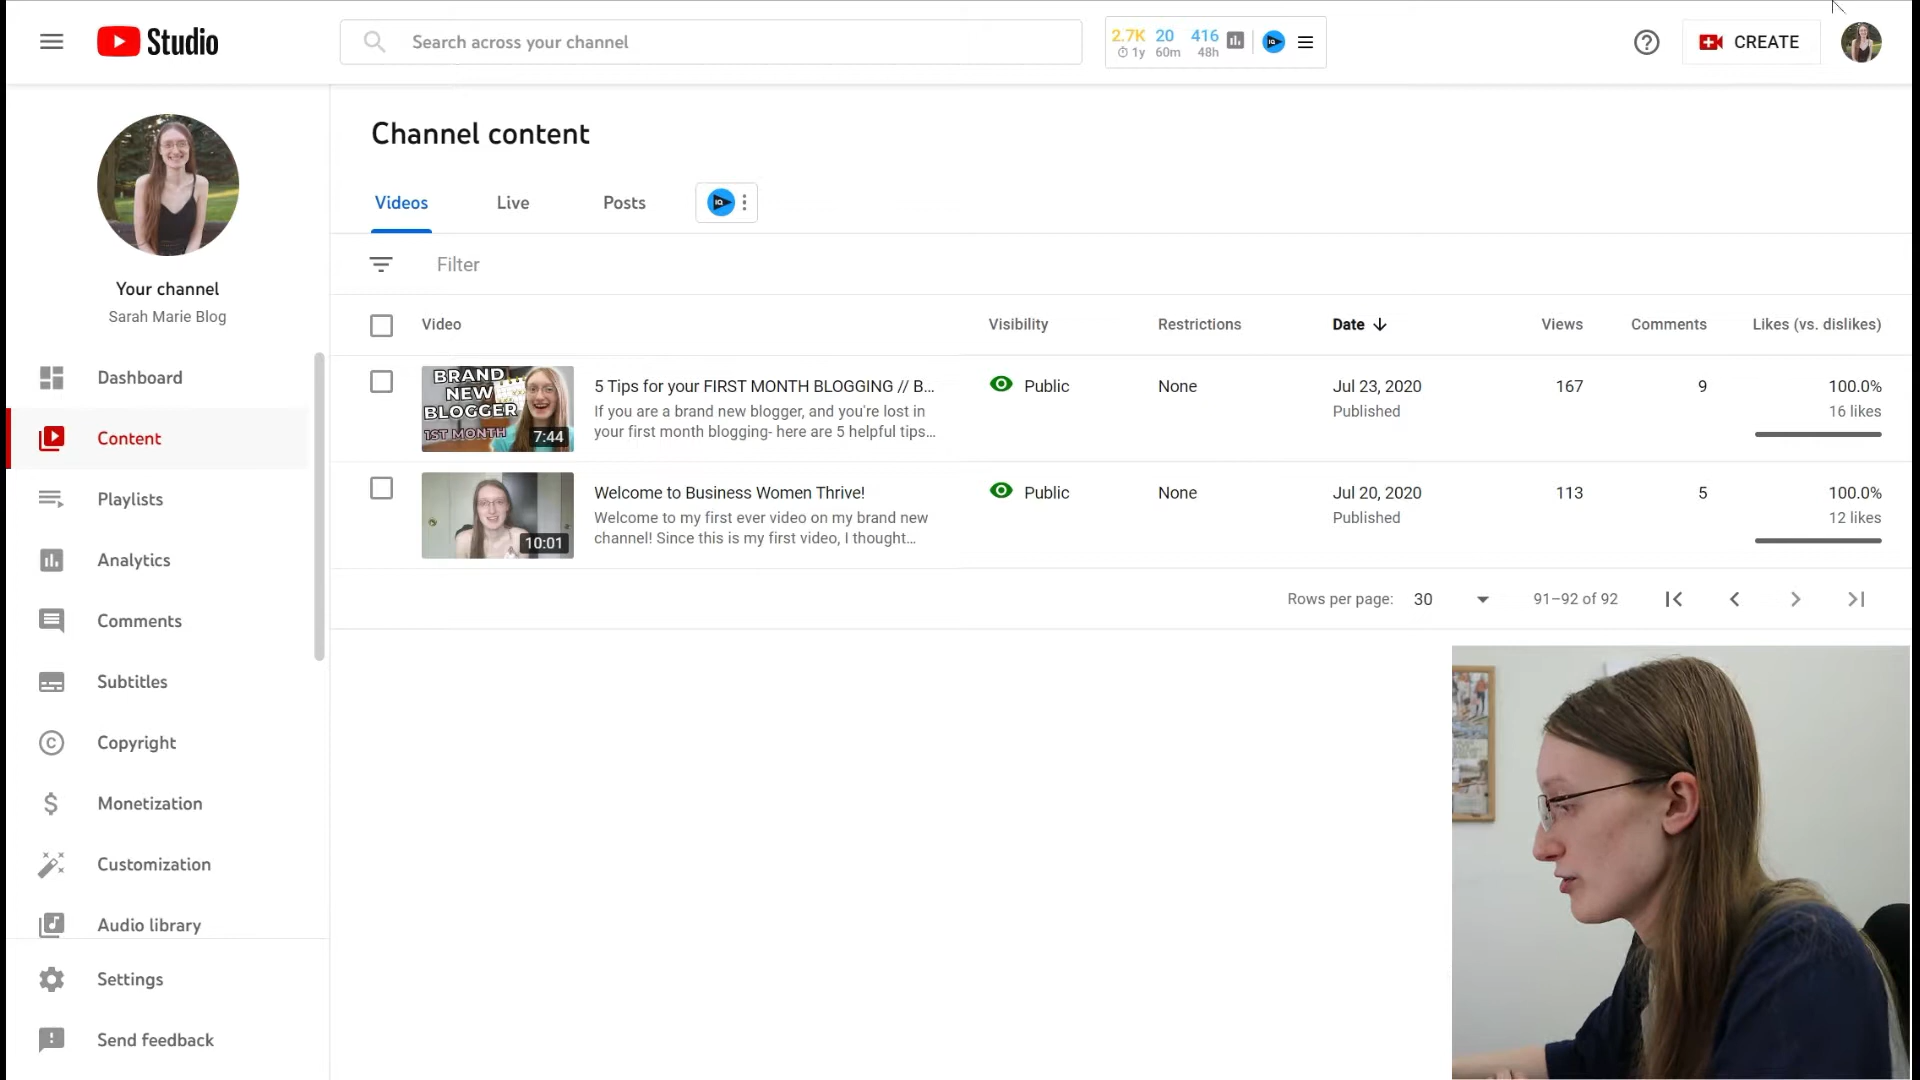 Studio
Search across your channel
2.7K 20 416
1y 60m 48h
CREATE
Your channel
Sarah Marie Blog
Dashboard
Content
Playlists
Analytics
Comments
Subtitles
Copyright
Monetization
Customization
Audio library
Settings
Send feedback
Channel content
Videos Live Posts
Filter
Video Visibility Restrictions Date Views Comments Likes (vs. dislikes)
BRAND
NEW
BLOGGER
1ST MONTH
7:44
5 Tips for your FIRST MONTH BLOGGING // B...
If you are a brand new blogger, and you're lost in
your first month blogging- here are 5 helpful tips...
Public
None
Jul 23, 2020
Published
167
9
100.0%
16 likes
10:01
Welcome to Business Women Thrive!
Welcome to my first ever video on my brand new
channel! Since this is my first video, I thought...
Public
None
Jul 20, 2020
Published
113
5
100.0%
12 likes
Rows per page: 30 91–92 of 92